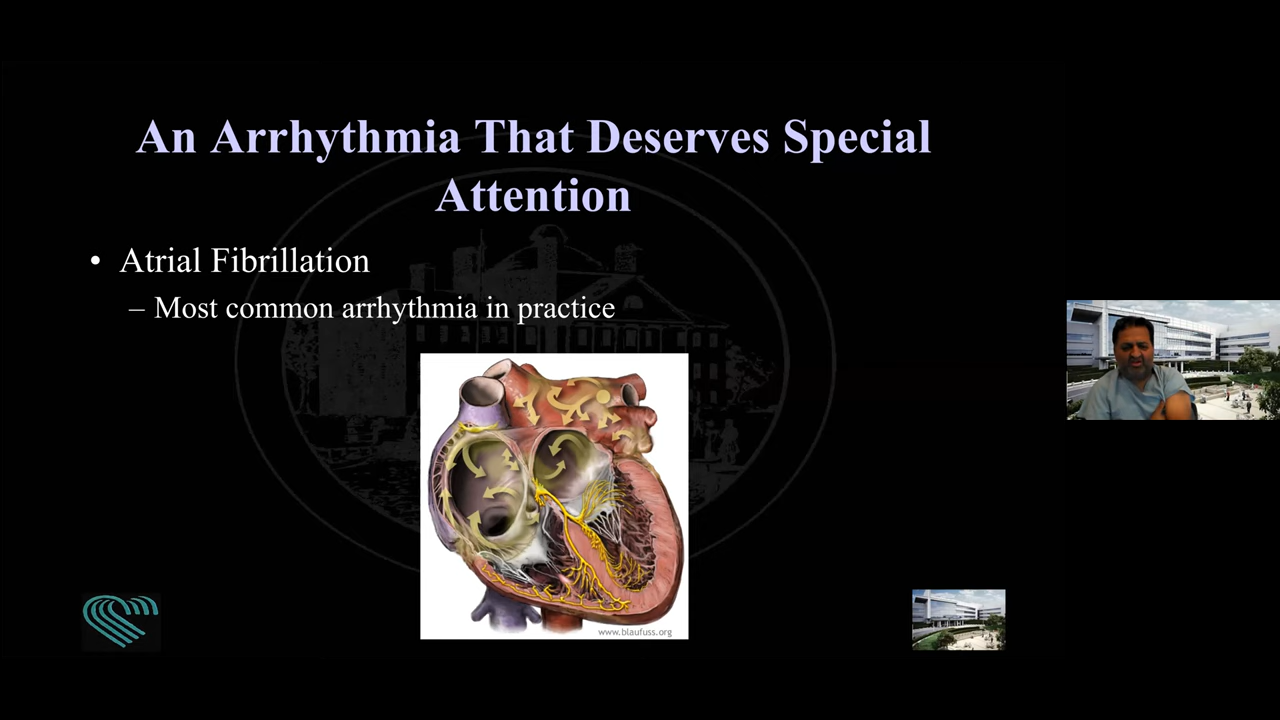 An Arrhythmia That Deserves Special
Attention
• Atrial Fibrillation
– Most common arrhythmia in practice
www.blaufuss.org